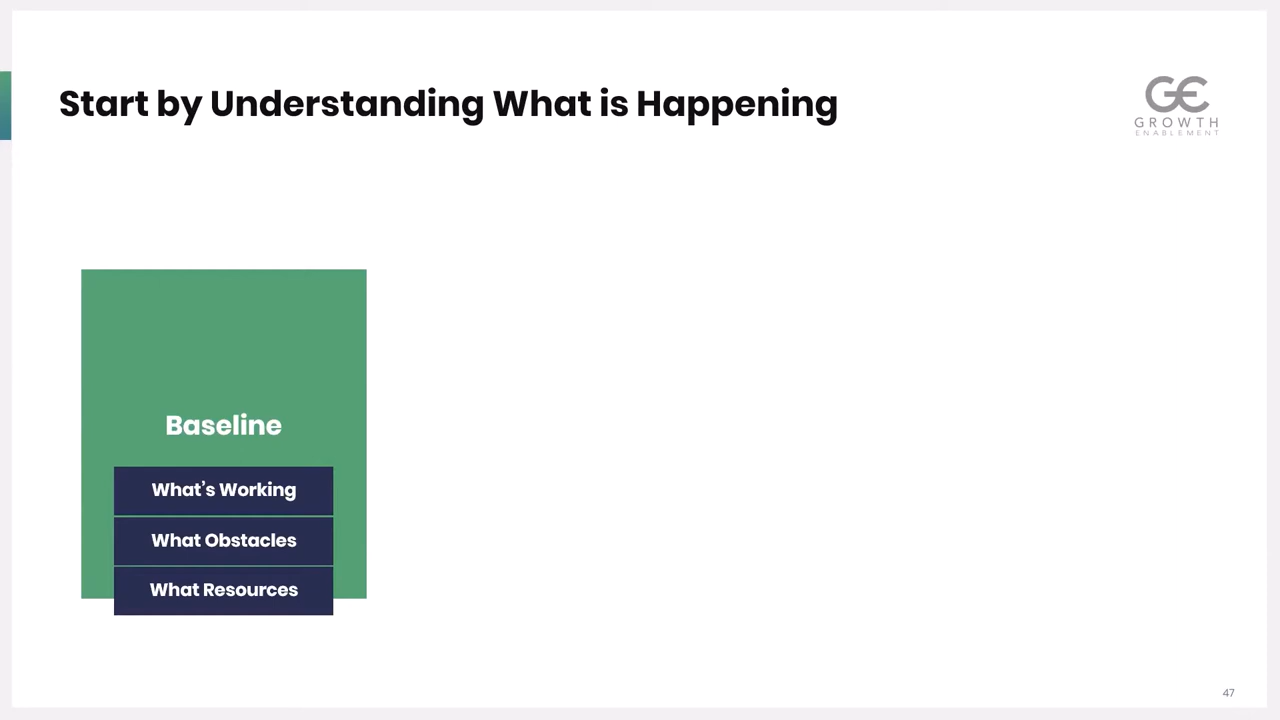 Start by Understanding What is Happening
GE
GROWTH
ENABLEMENT
Baseline
What's Working
What Obstacles
What Resources
47